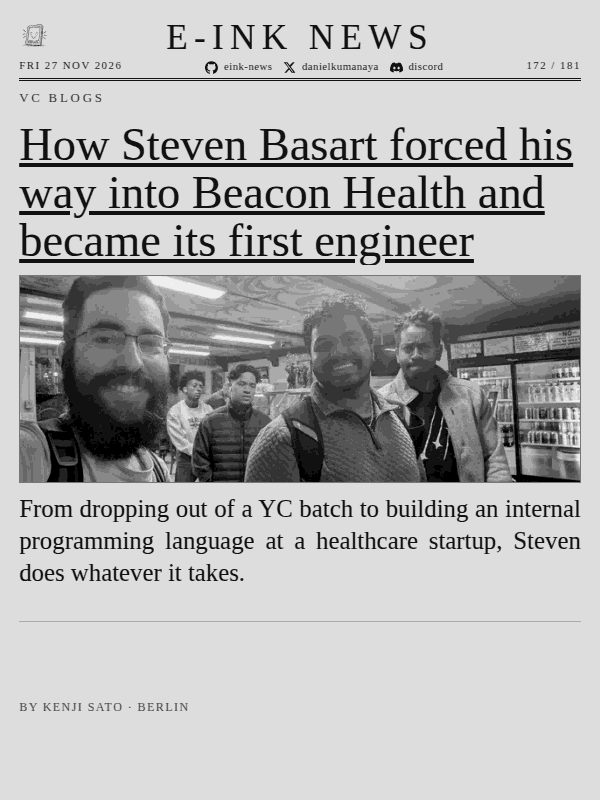 E-INK NEWS
FRI 27 NOV 2026
eink-news danielkumanaya discord
172 / 181
VC BLOGS
How Steven Basart forced his
way into Beacon Health and
became its first engineer
From dropping out of a YC batch to building an internal
programming language at a healthcare startup, Steven
does whatever it takes.
BY KENJI SATO · BERLIN